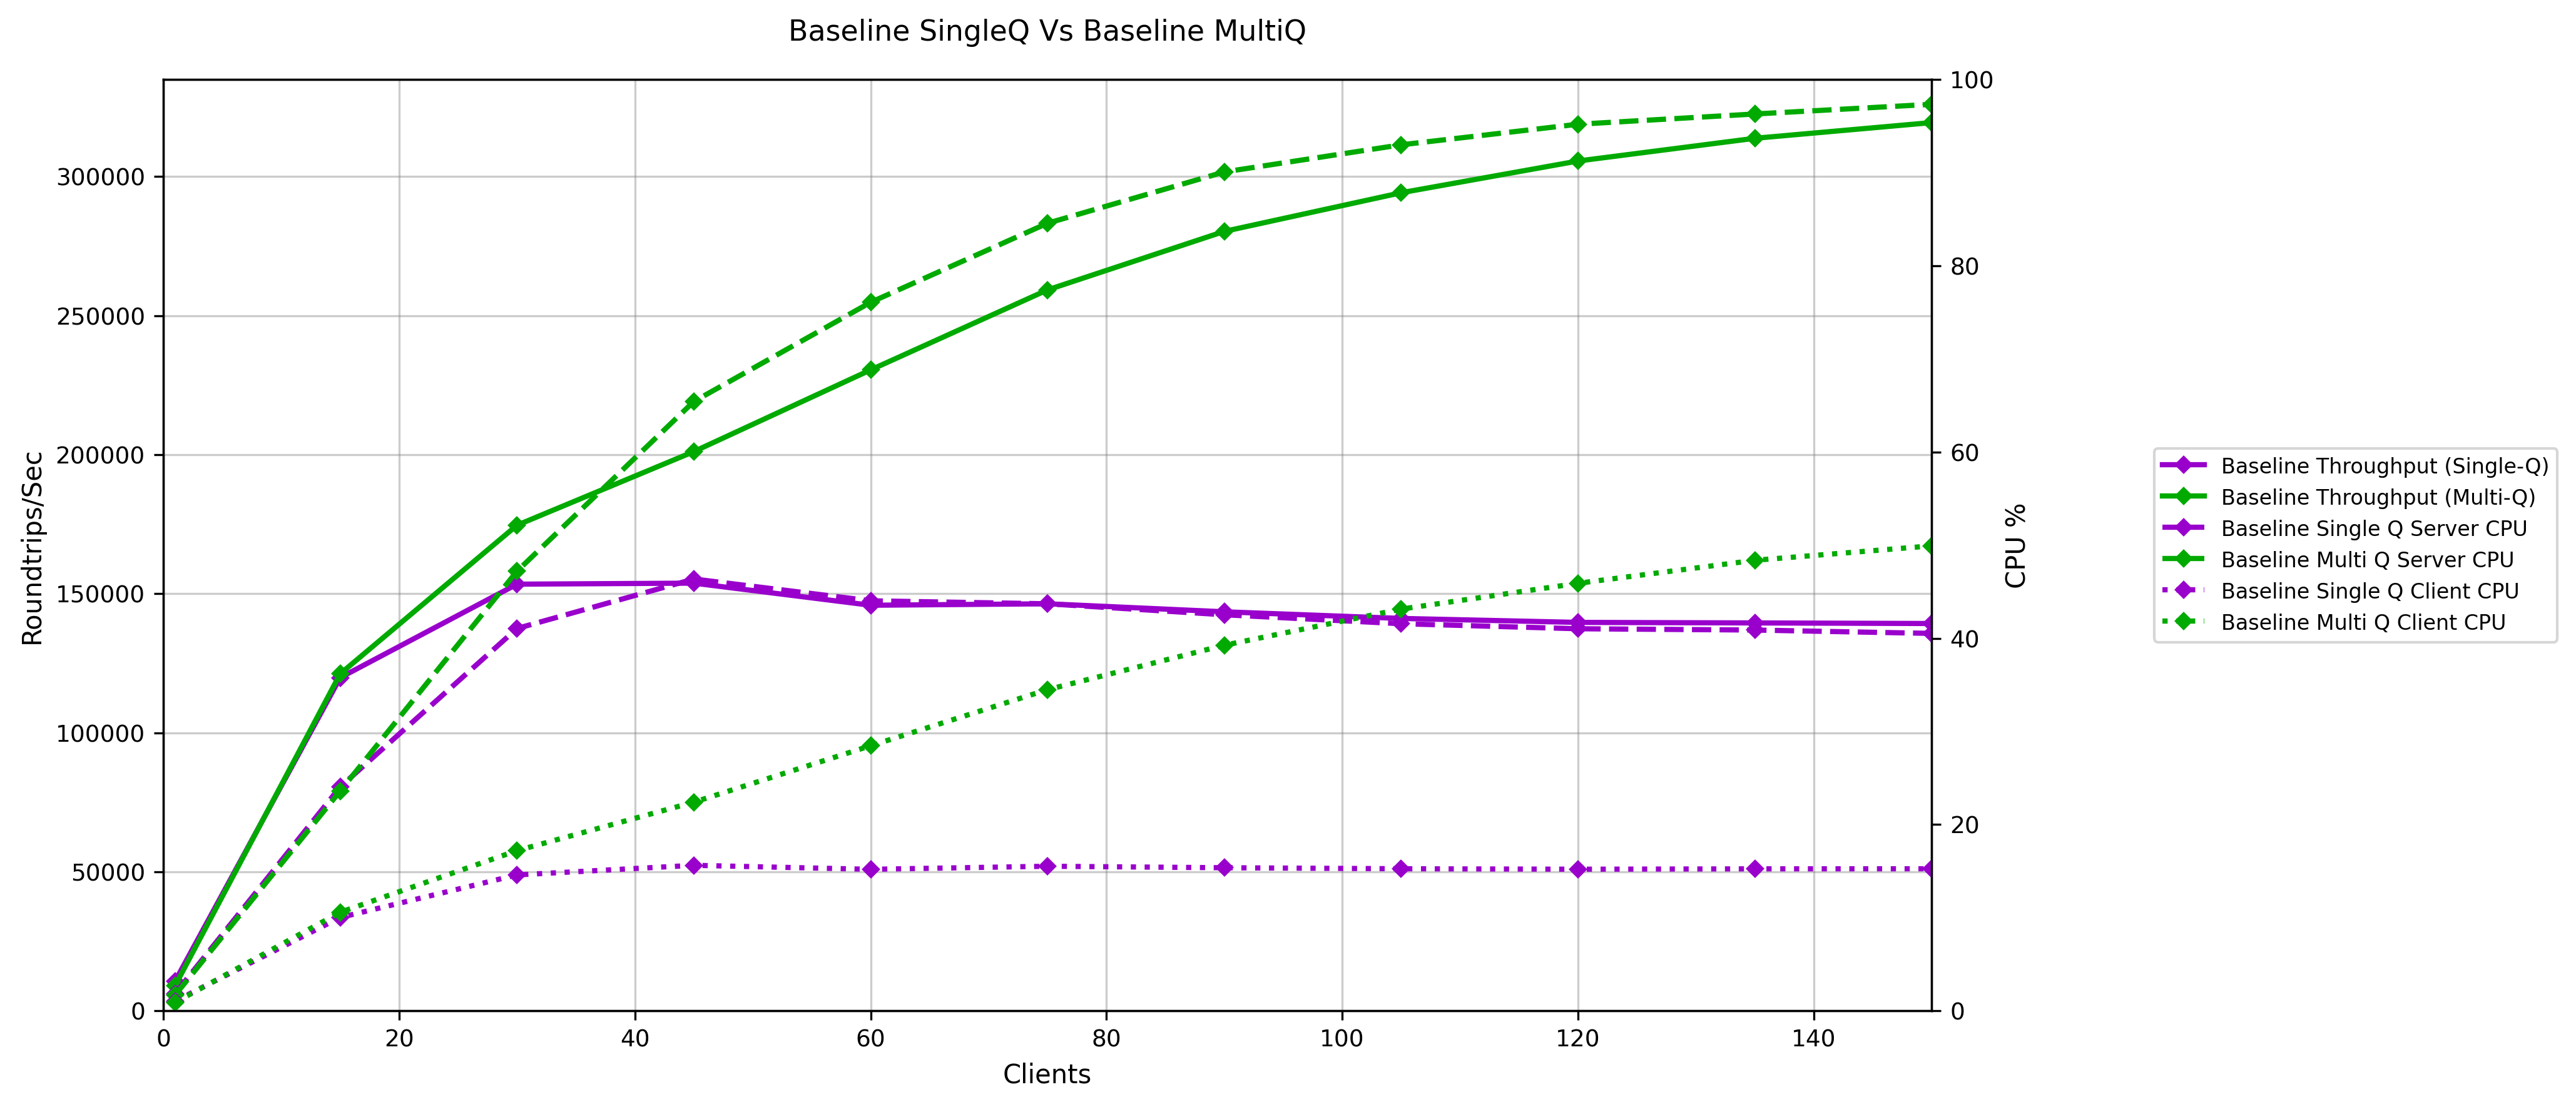 Baseline SingleQ Vs Baseline MultiQ
Roundtrips/Sec
300000
250000
200000
150000
100000
50000
0
0 20 40 60 80 100 120 140
Clients
100
80
60
40
20
0
CPU %
Baseline Throughput (Single-Q)
Baseline Throughput (Multi-Q)
Baseline Single Q Server CPU
Baseline Multi Q Server CPU
Baseline Single Q Client CPU
Baseline Multi Q Client CPU